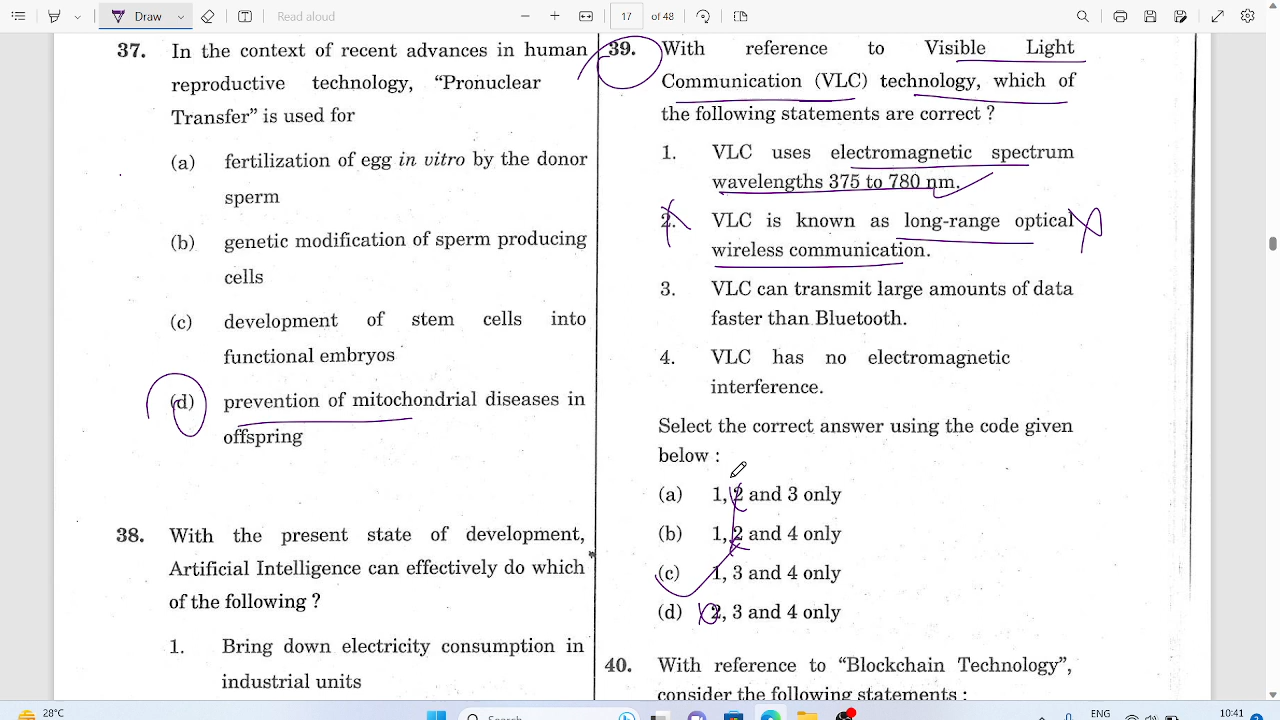 Draw
Read aloud
17
of 48
37. In the context of recent advances in human
reproductive technology, “Pronuclear
Transfer” is used for
(a) fertilization of egg in vitro by the donor
sperm
(b) genetic modification of sperm producing
cells
(c) development of stem cells into
functional embryos
(d) prevention of mitochondrial diseases in
offspring
38. With the present state of development,
Artificial Intelligence can effectively do which
of the following ?
1. Bring down electricity consumption in
industrial units
39. With reference to Visible Light
Communication (VLC) technology, which of
the following statements are correct ?
1. VLC uses electromagnetic spectrum
wavelengths 375 to 780 nm.
2. VLC is known as long-range optical
wireless communication.
3. VLC can transmit large amounts of data
faster than Bluetooth.
4. VLC has no electromagnetic
interference.
Select the correct answer using the code given
below :
(a) 1, 2 and 3 only
(b) 1, 2 and 4 only
(c) 1, 3 and 4 only
(d) 2, 3 and 4 only
40. With reference to “Blockchain Technology”,
consider the following statements :
28°C
Search
ENG
10:41